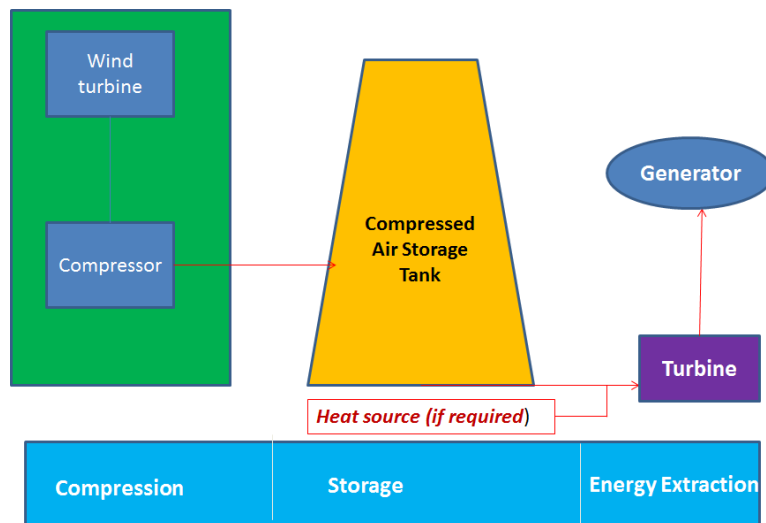 Wind
turbine
Compressor
Compressed
Air Storage
Tank
Generator
Turbine
Heat source (if required)
Compression
Storage
Energy Extraction